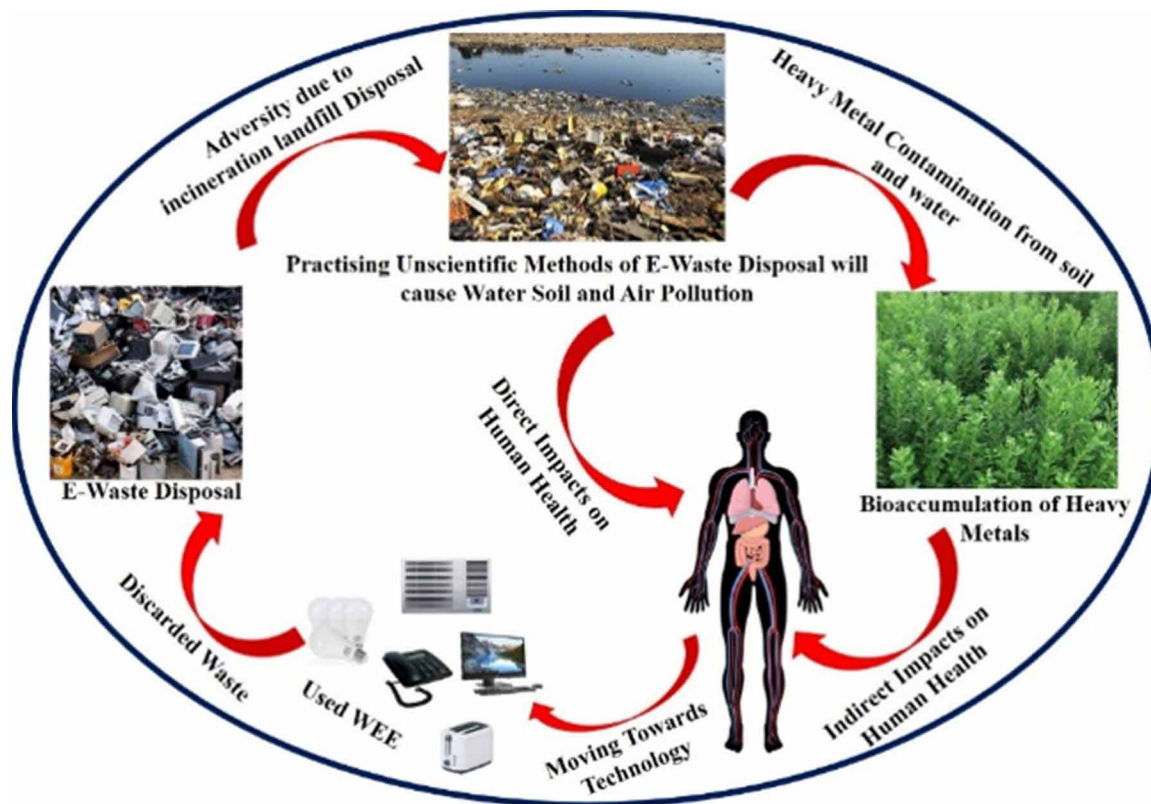 Adversity due to
incineration landfill Disposal
Heavy Metal Contamination from soil
and water
Practising Unscientific Methods of E-Waste Disposal will
cause Water Soil and Air Pollution
E-Waste Disposal
Direct Impacts on
Human Health
Bioaccumulation of Heavy
Metals
Discarded Waste
Used WEE
Moving Towards
Technology
Indirect Impacts on
Human Health